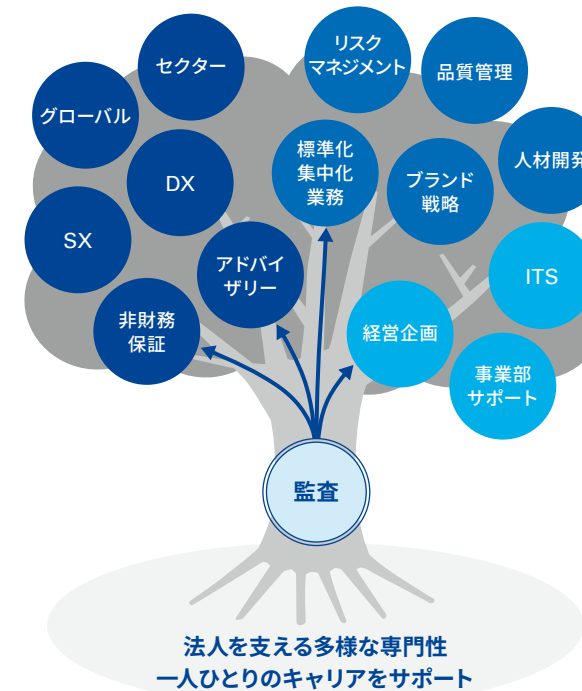 セクター
リスク
マネジメント
品質管理
グローバル
DX
標準化
集中化
業務
ブランド
戦略
人材開発
SX
アドバイ
ザリー
ITS
非財務
保証
経営企画
事業部
サポート
監査
法人を支える多様な専門性
一人ひとりのキャリアをサポート